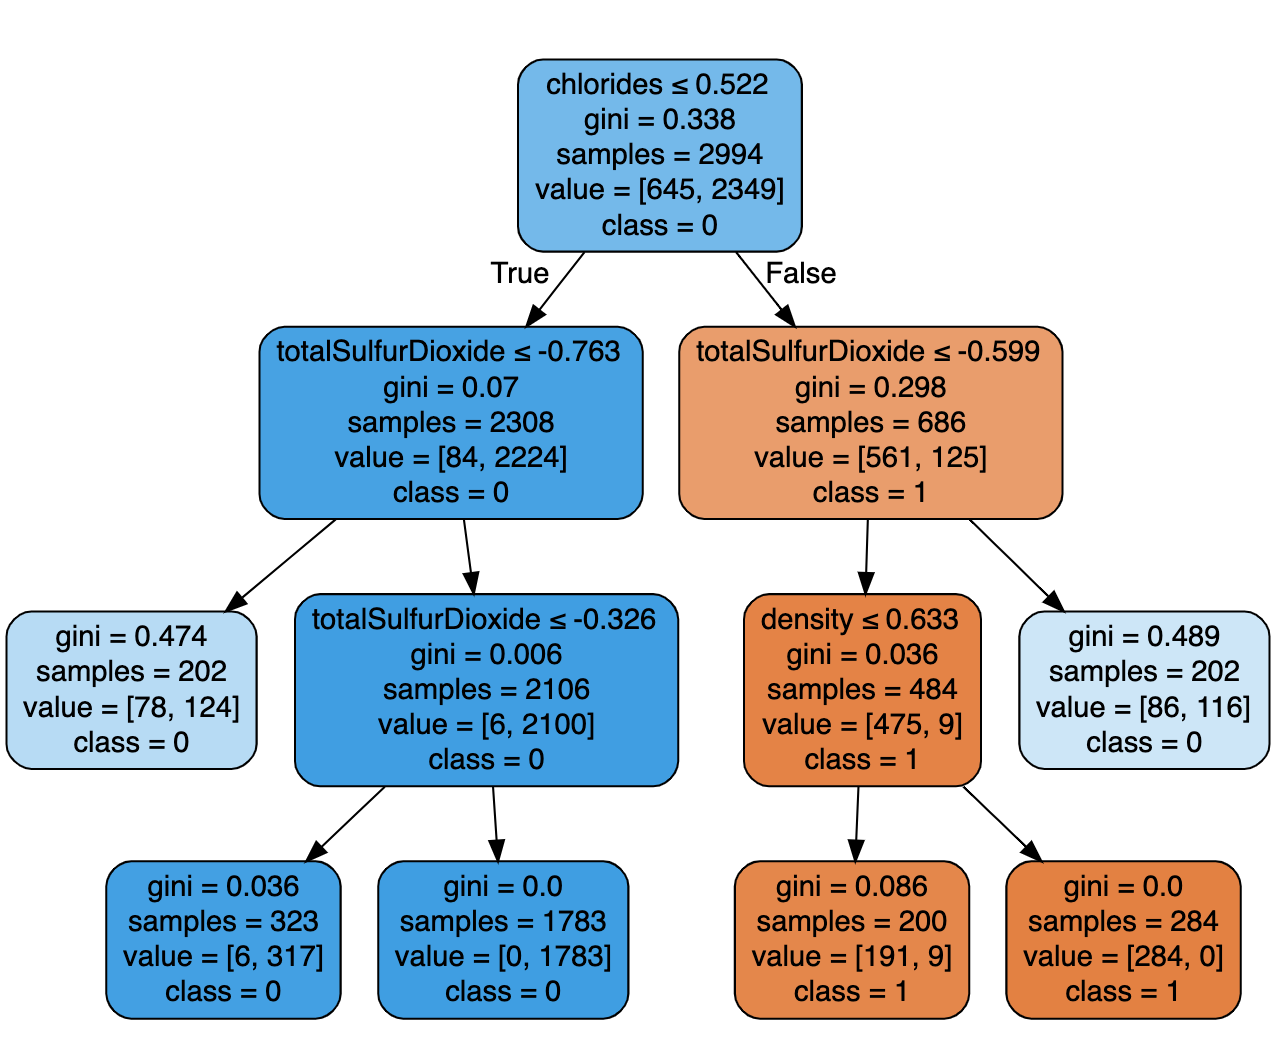 chlorides ≤ 0.522
gini = 0.338
samples = 2994
value = [645, 2349]
class = 0
True
False
totalSulfurDioxide ≤ -0.763
gini = 0.07
samples = 2308
value = [84, 2224]
class = 0
totalSulfurDioxide ≤ -0.599
gini = 0.298
samples = 686
value = [561, 125]
class = 1
gini = 0.474
samples = 202
value = [78, 124]
class = 0
totalSulfurDioxide ≤ -0.326
gini = 0.006
samples = 2106
value = [6, 2100]
class = 0
density ≤ 0.633
gini = 0.036
samples = 484
value = [475, 9]
class = 1
gini = 0.489
samples = 202
value = [86, 116]
class = 0
gini = 0.036
samples = 323
value = [6, 317]
class = 0
gini = 0.0
samples = 1783
value = [0, 1783]
class = 0
gini = 0.086
samples = 200
value = [191, 9]
class = 1
gini = 0.0
samples = 284
value = [284, 0]
class = 1